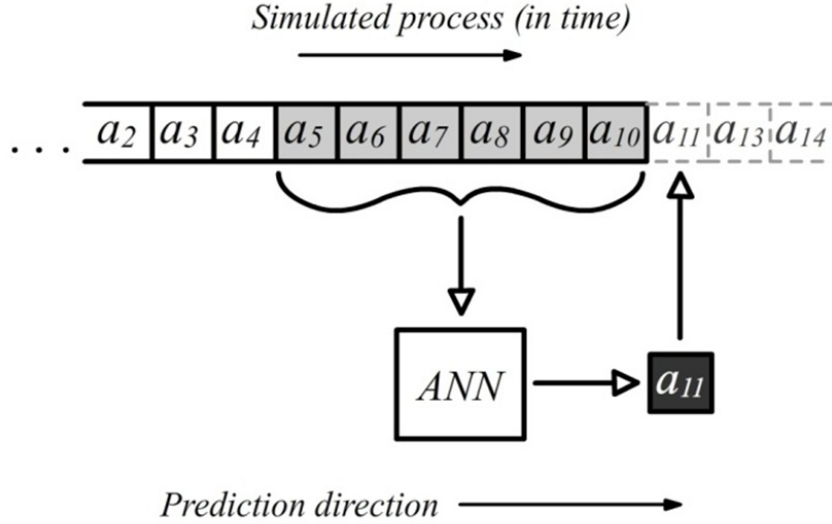 Simulated process (in time)
. . . a2 a3 a4 a5 a6 a7 a8 a9 a10 a11 a13 a14
ANN
a11
Prediction direction